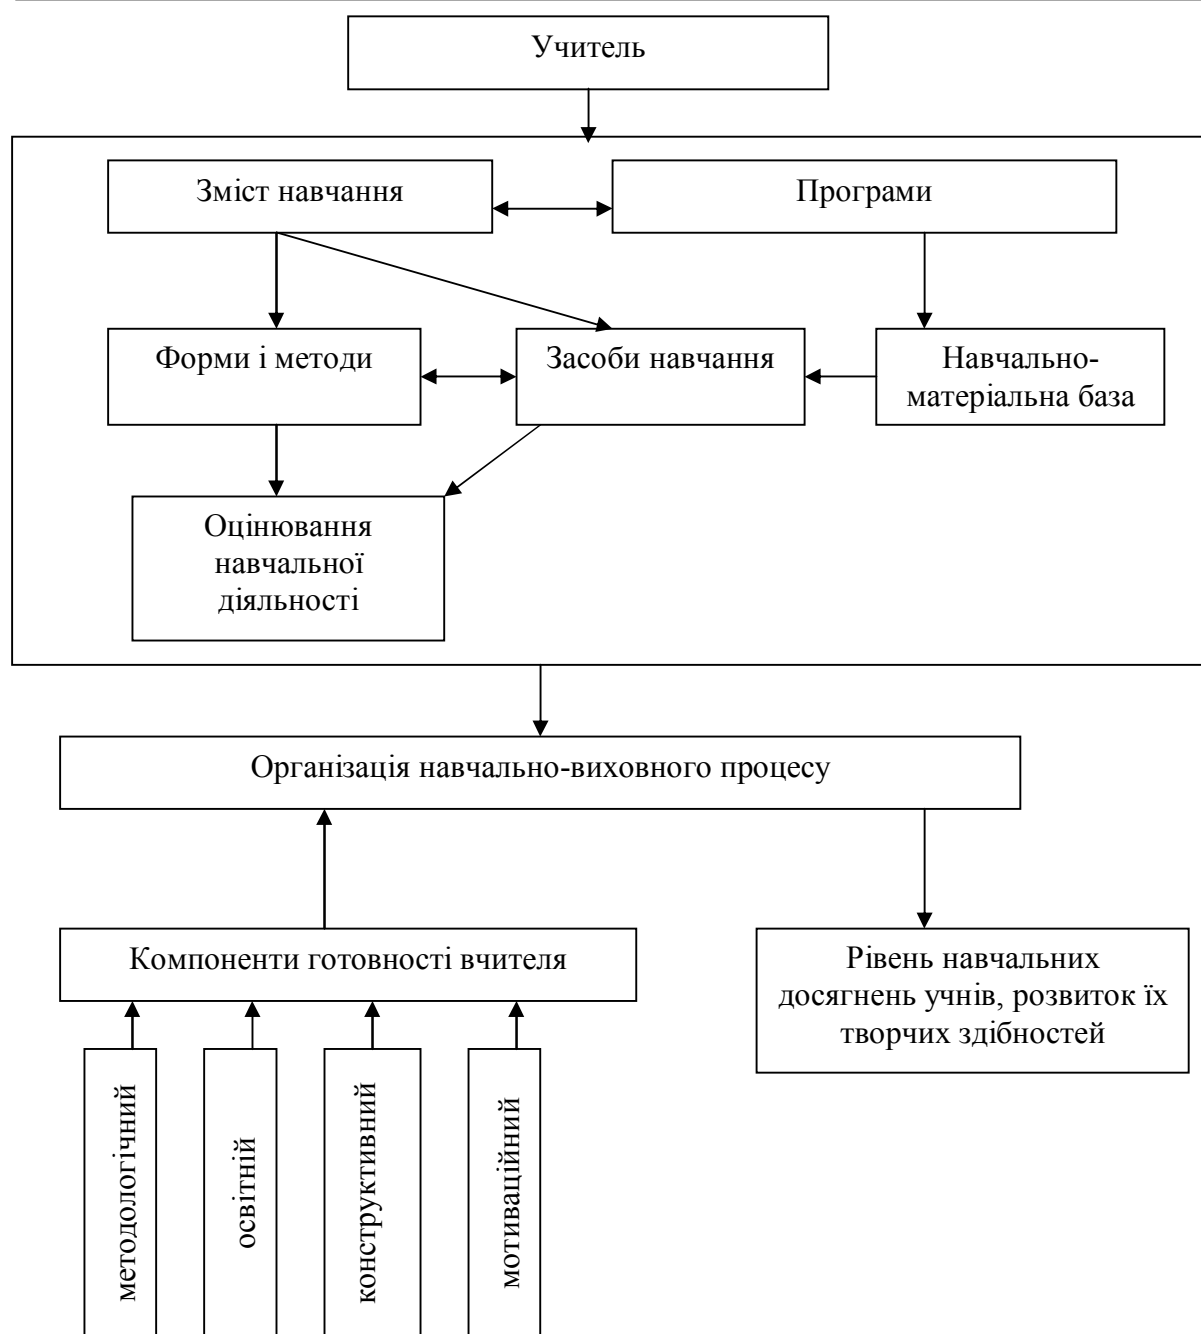 Учитель
Зміст навчання
Програми
Форми і методи
Засоби навчання
Навчально-
матеріальна база
Оцінювання
навчальної
діяльності
Організація навчально-виховного процесу
Компоненти готовності вчителя
Рівень навчальних
досягнень учнів, розвиток їх
творчих здібностей
методологічний
освітній
конструктивний
мотиваційний